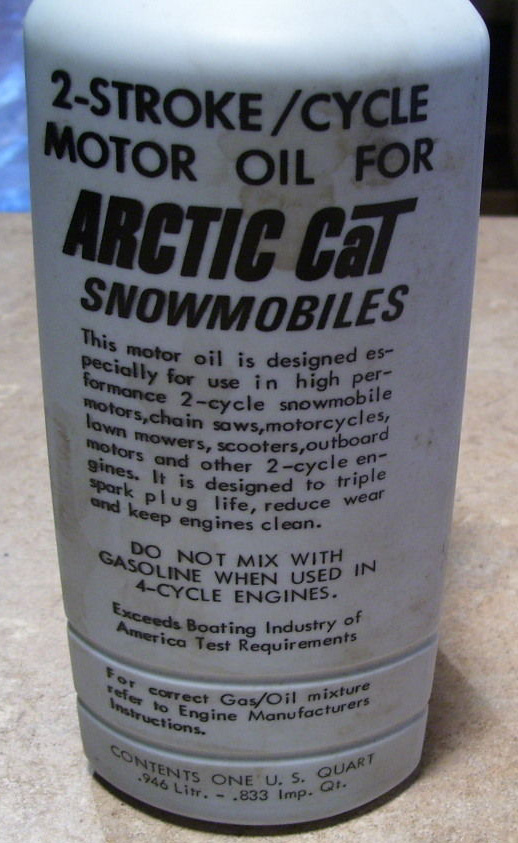 2-STROKE/CYCLE
MOTOR OIL FOR
ARCTIC CaT
SNOWMOBILES
This motor oil is designed es-
pecially for use in high per-
formance 2-cycle snowmobile
motors,chain saws,motorcycles,
lawn mowers, scooters,outboard
motors and other 2-cycle en-
gines. It is designed to triple
spark plug life, reduce wear
and keep engines clean.
DO NOT MIX WITH
GASOLINE WHEN USED IN
4-CYCLE ENGINES.
Exceeds Boating Industry of
America Test Requirements
For correct Gas/Oil mixture
refer to Engine Manufacturers
Instructions.
CONTENTS ONE U. S. QUART
.946 Litr. - .833 Imp. Qt.